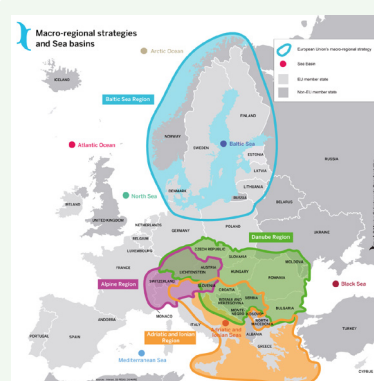 Macro-regional strategies
and Sea basins
European Union's macro-regional strategy
Sea Basin
EU member state
Non-EU member state
Arctic Ocean
ICELAND
Baltic Sea Region
FINLAND
NORWAY
SWEDEN
Baltic Sea
ESTONIA
RUSSIA
Atlantic Ocean
LATVIA
DENMARK
LITHUANIA
RUSSIA
North Sea
IRELAND
UNITED KINGDOM
NETHERLANDS
BELARUS
POLAND
GERMANY
BELGIUM
LUXEMBOURG
Danube Region
UKRAINE
CZECH REPUBLIC
SLOVAKIA
FRANCE
AUSTRIA
LIECHTENSTEIN
MOLDOVA
SWITZERLAND
HUNGARY
Alpine Region
SLOVENIA
ROMANIA
CROATIA
Black Sea
BOSNIA AND
HERZEGOVINA
SERBIA
MONACO
BULGARIA
ANDORRA
ITALY
Adriatic and
Ionian Seas
NORTH
MACEDONIA
Adriatic and Ionian
Region
ALBANIA
PORTUGAL
SPAIN
GREECE
TURKEY
Mediterranean Sea
CYPRUS